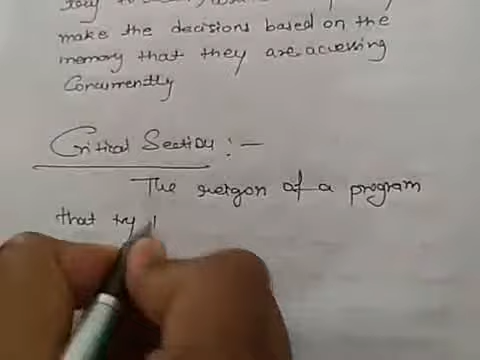 make the decisions based on the
memory that they are accessing
Concurrently
Critical Section :-
The region of a program
that try